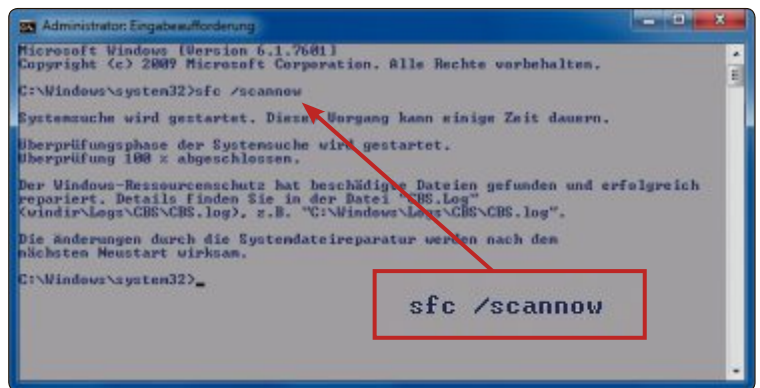 Administrator: Eingabeaufforderung
Microsoft Windows [Version 6.1.7601]
Copyright (c) 2009 Microsoft Corporation. Alle Rechte vorbehalten.
C:\Windows\system32>sfc /scannow
Systemsuche wird gestartet. Dieser Vorgang kann einige Zeit dauern.
Überprüfungsphase der Systemsuche wird gestartet.
Überprüfung 100 % abgeschlossen.
Der Windows-Ressourcenschutz hat beschädigte Dateien gefunden und erfolgreich
repariert. Details finden Sie in der Datei "CBS.Log"
(windir\Logs\CBS\CBS.log), z.B. "C:\Windows\Logs\CBS\CBS.log".
Die Änderungen durch die Systemdateireparatur werden nach dem
nächsten Neustart wirksam.
C:\Windows\system32>_
sfc /scannow